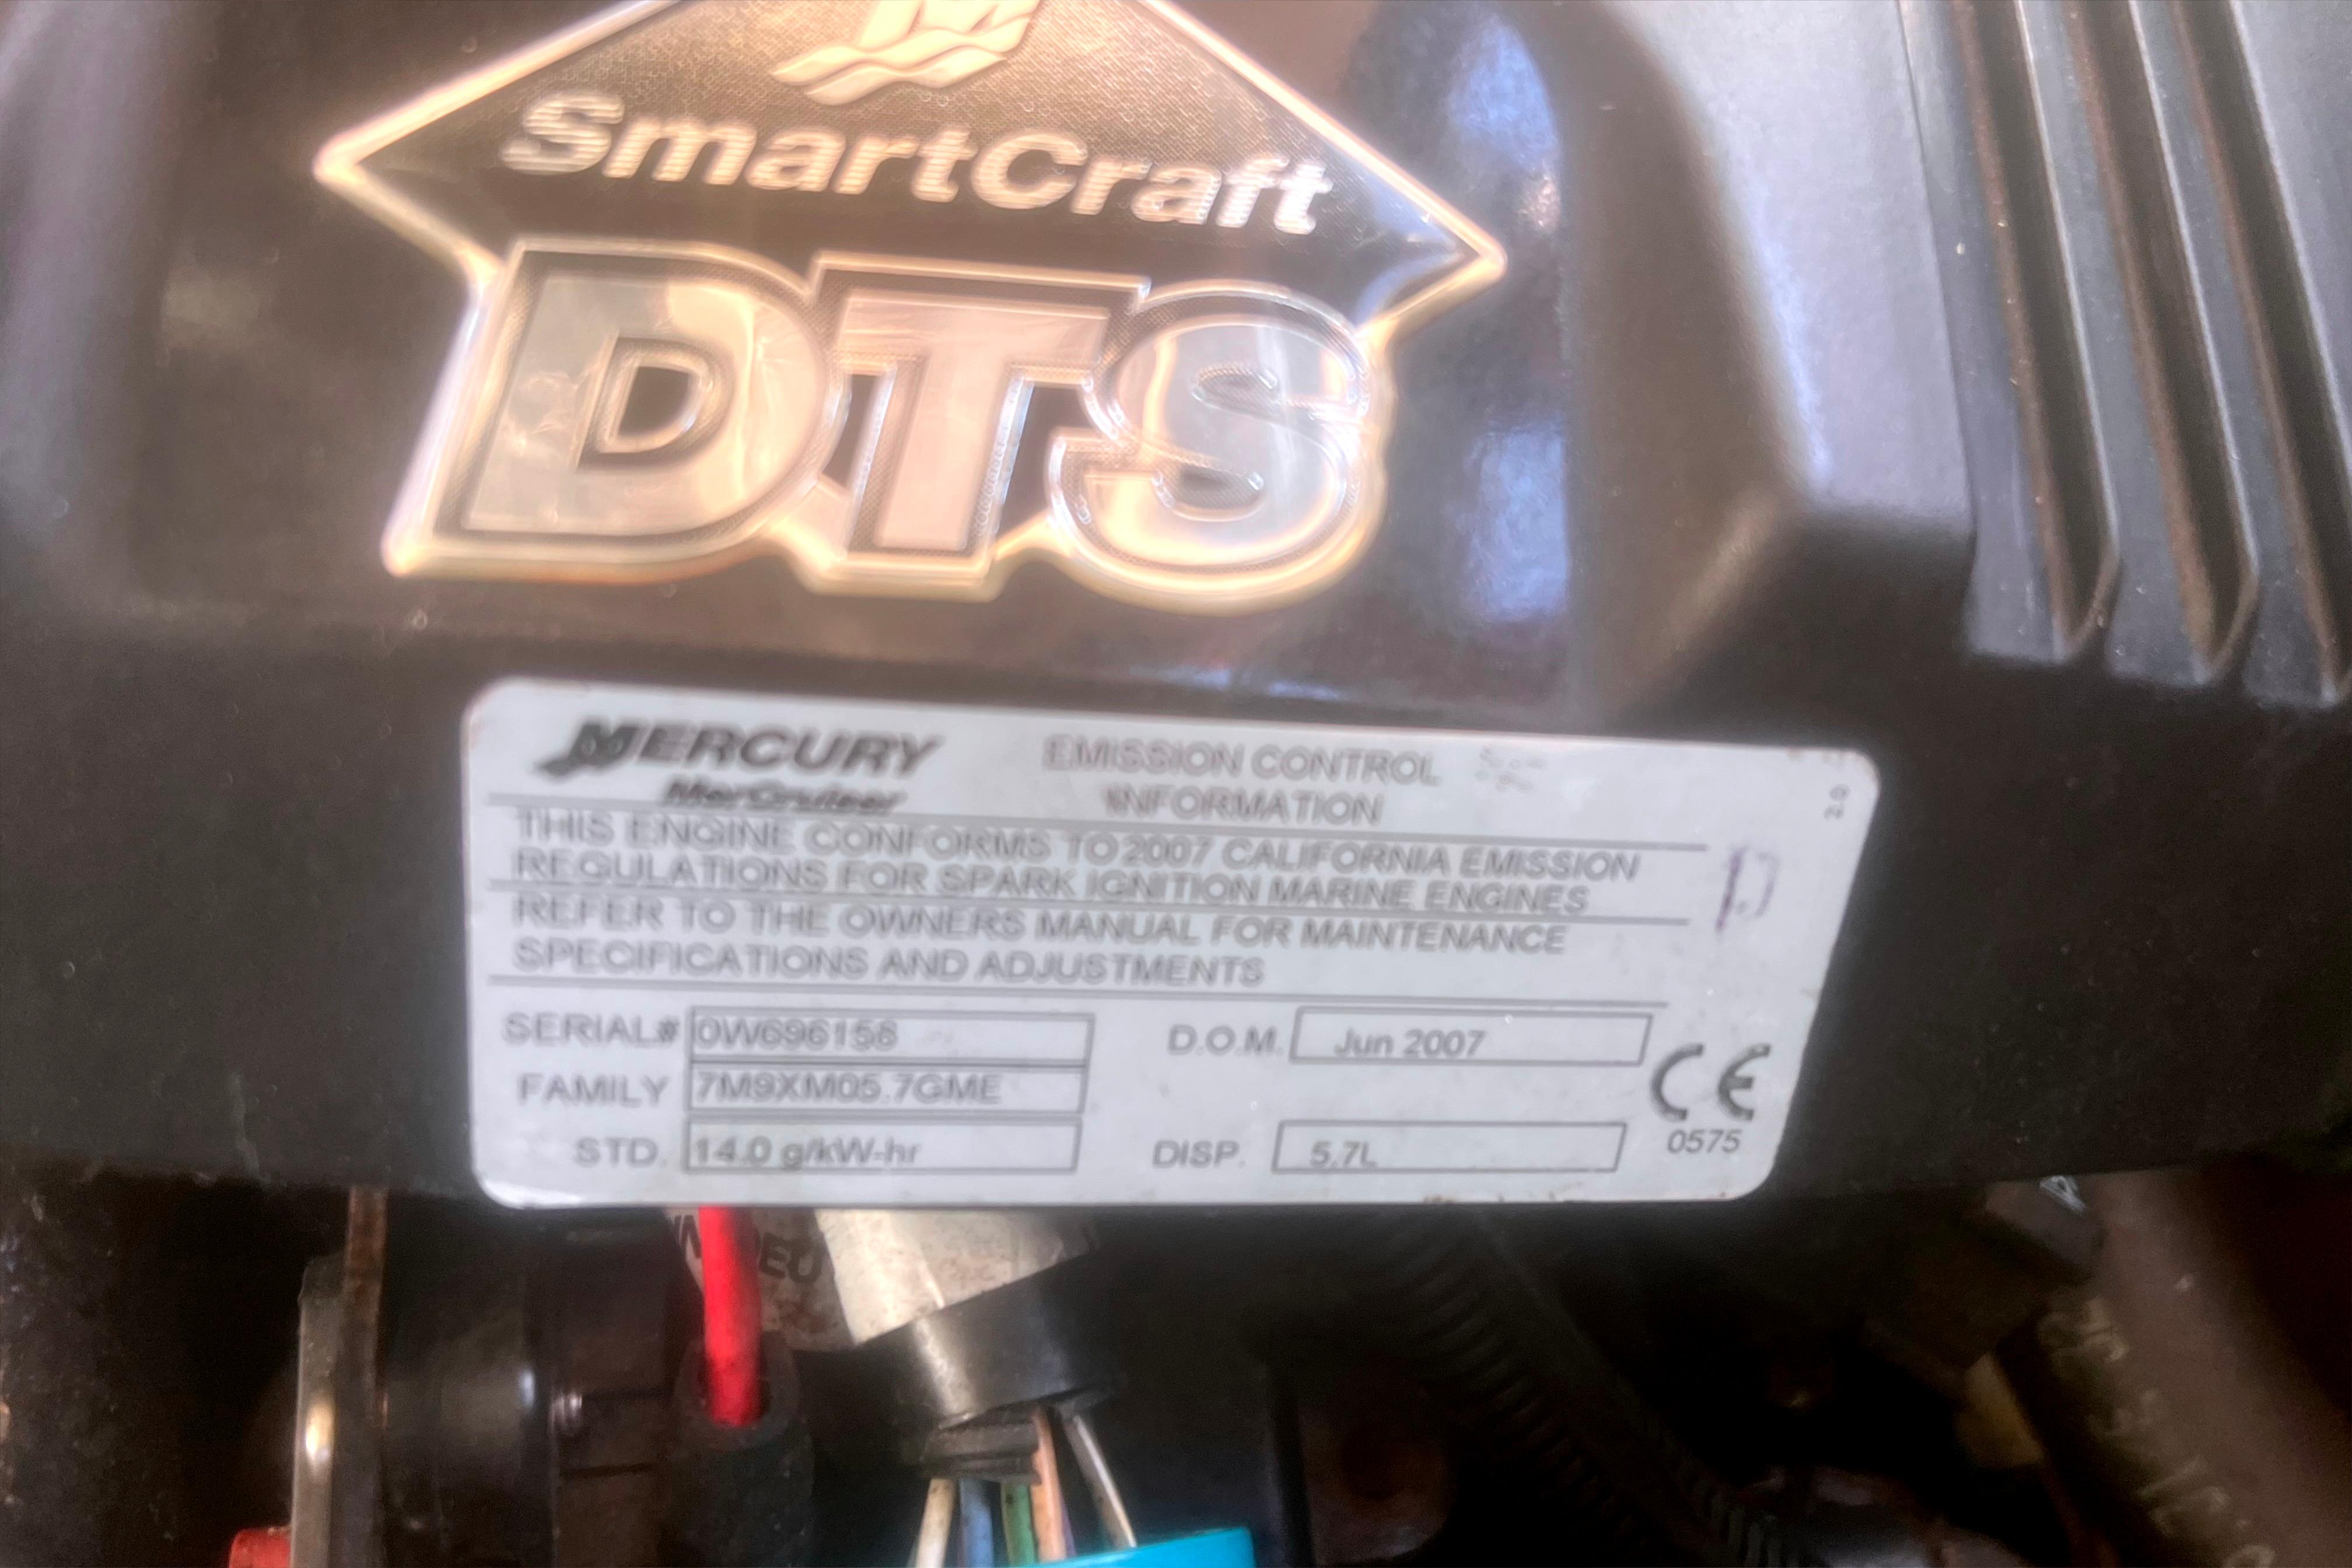 SmartCraft
DTS
MERCURY
MerCruiser
EMISSION CONTROL
INFORMATION
2.0
THIS ENGINE CONFORMS TO 2007 CALIFORNIA EMISSION
REGULATIONS FOR SPARK IGNITION MARINE ENGINES
REFER TO THE OWNERS MANUAL FOR MAINTENANCE
SPECIFICATIONS AND ADJUSTMENTS
SERIAL# 0W696158 D.O.M. Jun 2007
FAMILY 7M9XM05.7GME CE
STD. 14.0 g/kW-hr DISP. 5.7L 0575